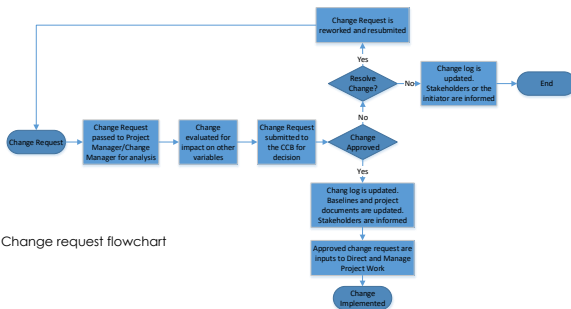 Change Request is
reworked and resubmited
Yes
Resolve
Change?
No
Change log is
updated.
Stakeholders or the
initiator are informed
End
No
Change Request
Change Request
passed to Project
Manager/Change
Manager for analysis
Change
evaluated for
impact on other
variables
Change Request
submitted to
the CCB for
decision
Change
Approved
Yes
Chang log is updated.
Baselines and project
documents are updated.
Stakeholders are informed
Change request flowchart
Approved change request are
inputs to Direct and Manage
Project Work
Change
Implemented